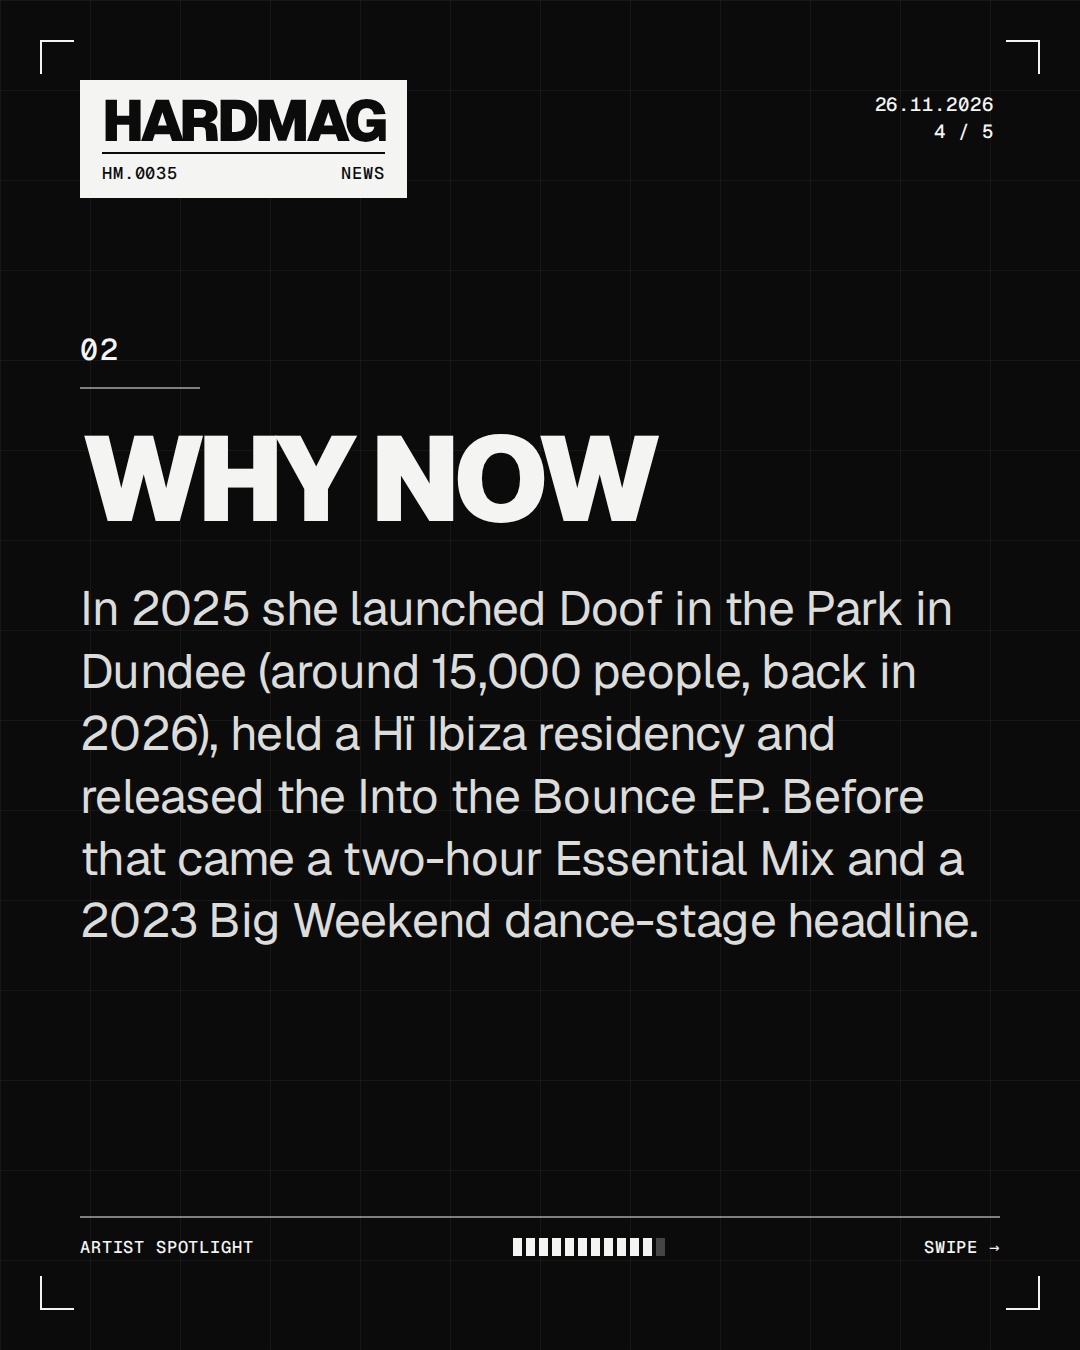 HARDMAG
HM.0035 NEWS
26.11.2026
4 / 5
02
WHY NOW
In 2025 she launched Doof in the Park in
Dundee (around 15,000 people, back in
2026), held a Hï Ibiza residency and
released the Into the Bounce EP. Before
that came a two-hour Essential Mix and a
2023 Big Weekend dance-stage headline.
ARTIST SPOTLIGHT
SWIPE →